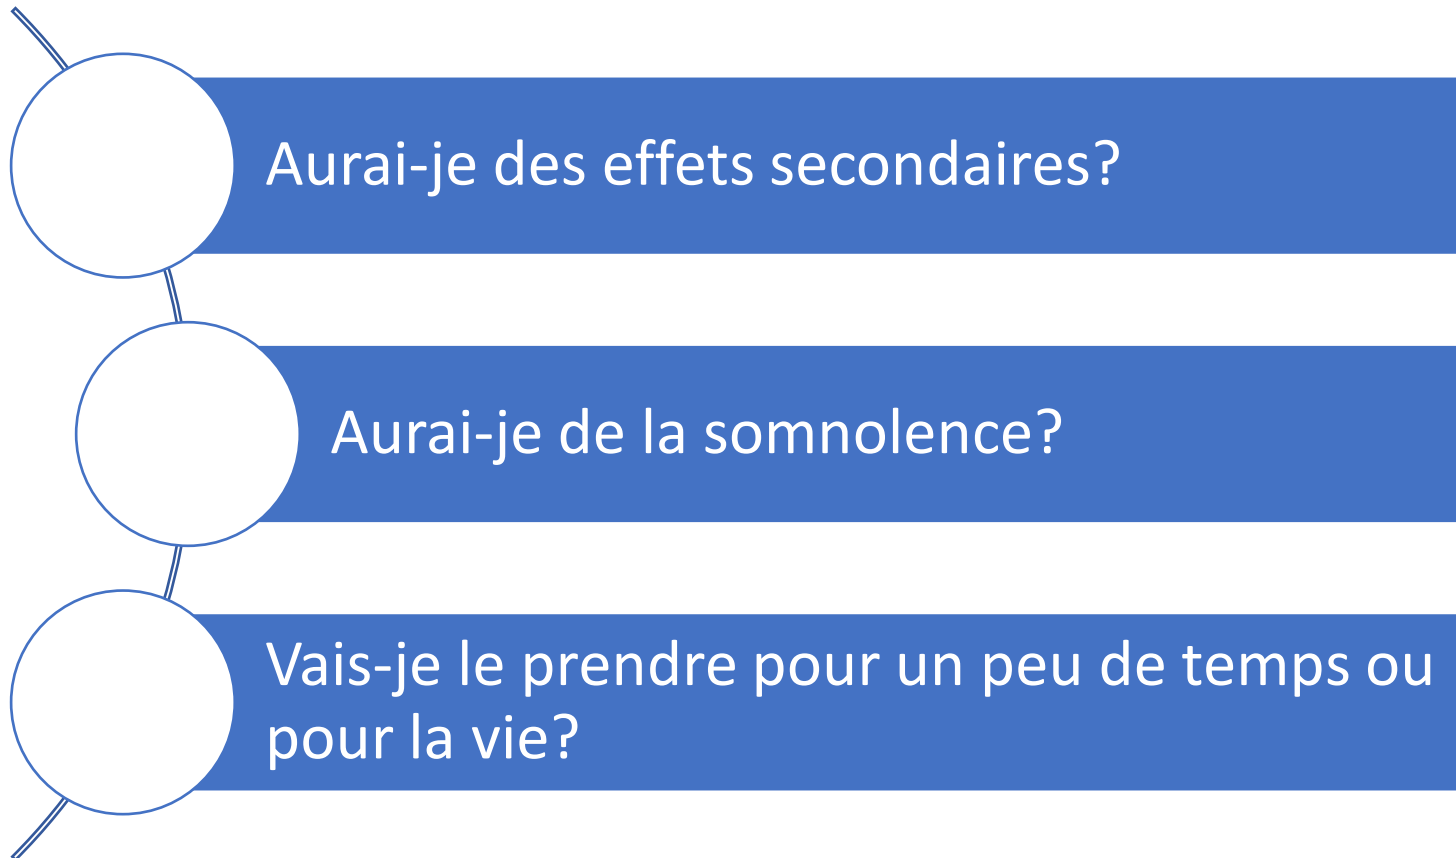 Aurai-je des effets secondaires?
Aurai-je de la somnolence?
Vais-je le prendre pour un peu de temps ou
pour la vie?